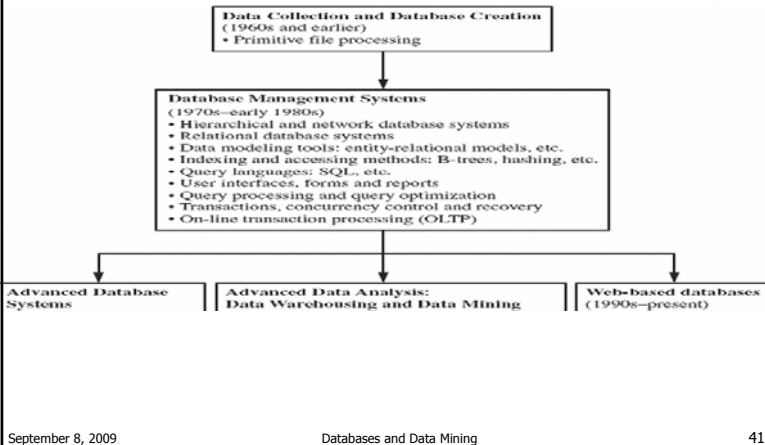 Data Collection and Database Creation
(1960s and earlier)
• Primitive file processing
Database Management Systems
(1970s–early 1980s)
• Hierarchical and network database systems
• Relational database systems
• Data modeling tools: entity-relational models, etc.
• Indexing and accessing methods: B-trees, hashing, etc.
• Query languages: SQL, etc.
• User interfaces, forms and reports
• Query processing and query optimization
• Transactions, concurrency control and recovery
• On-line transaction processing (OLTP)
Advanced Database
Systems
Advanced Data Analysis:
Data Warehousing and Data Mining
Web-based databases
(1990s–present)
September 8, 2009
Databases and Data Mining
41